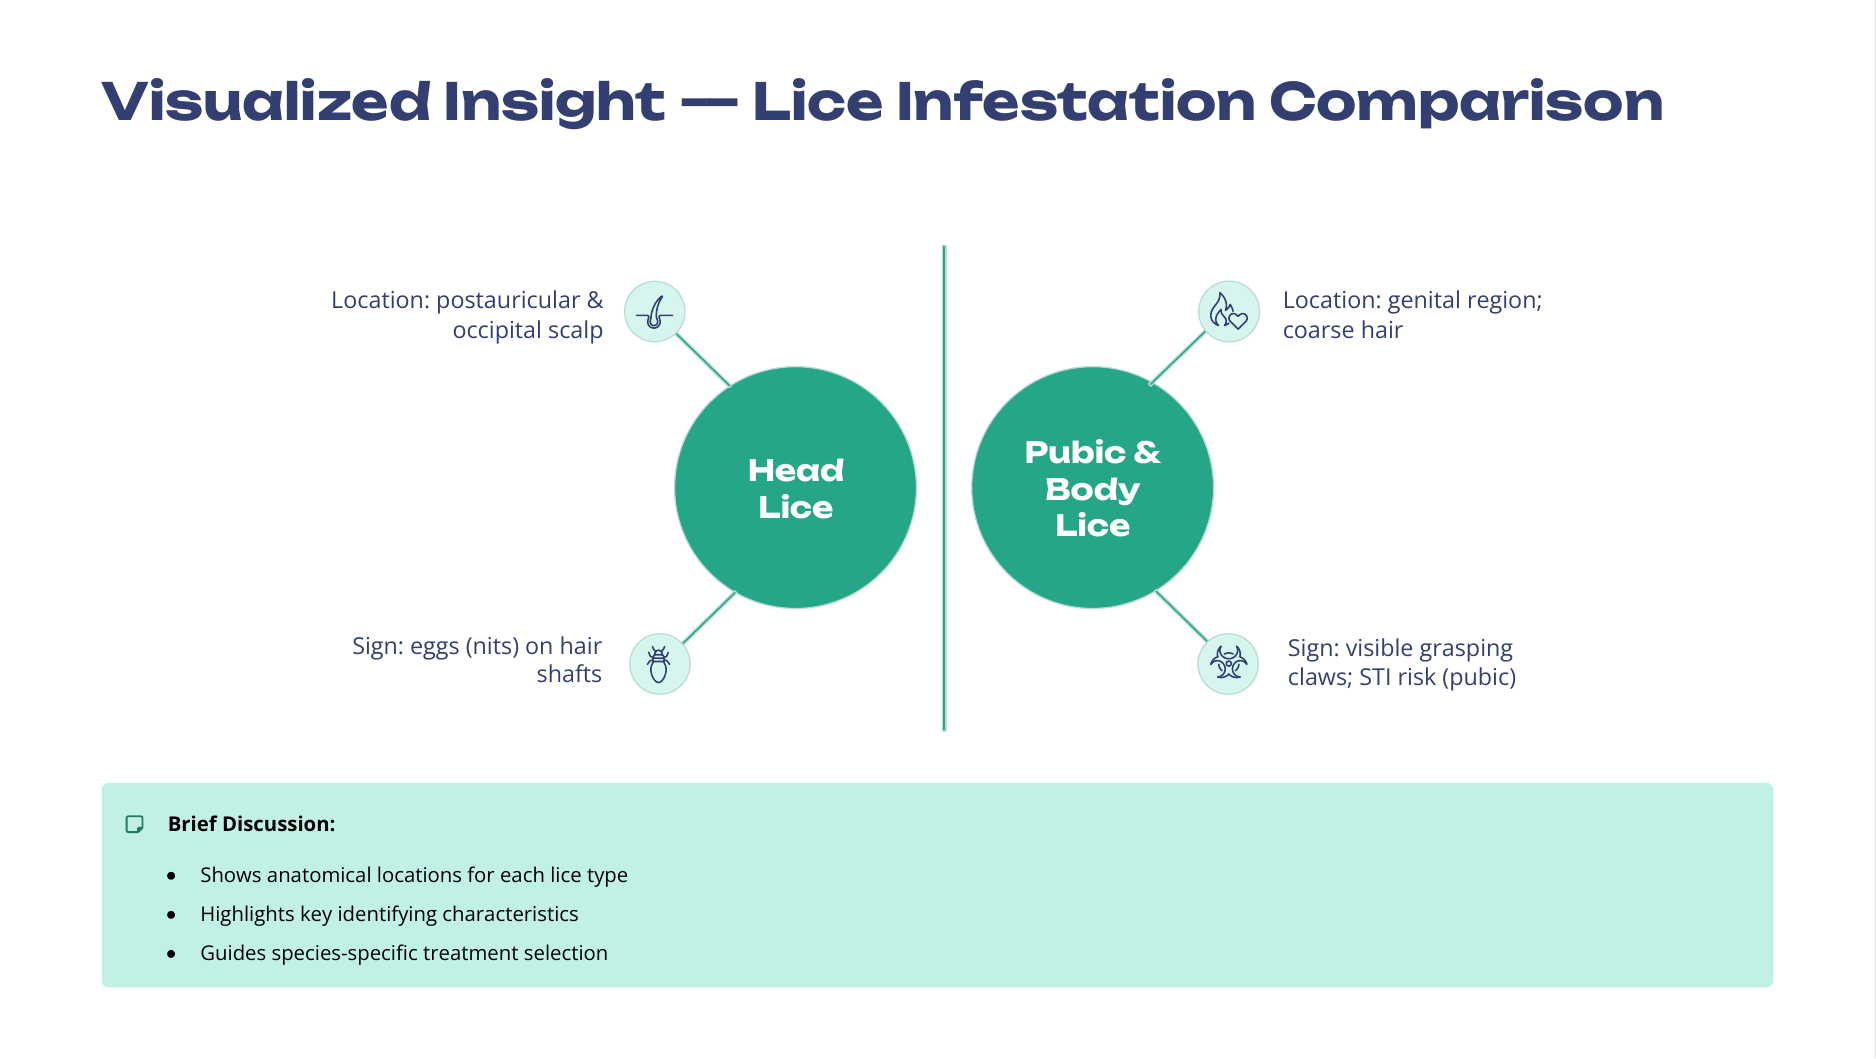 Visualized Insight — Lice Infestation Comparison
Location: postauricular &
occipital scalp
Head
Lice
Sign: eggs (nits) on hair
shafts
Location: genital region;
coarse hair
Pubic &
Body
Lice
Sign: visible grasping
claws; STI risk (pubic)
Brief Discussion:
Shows anatomical locations for each lice type
Highlights key identifying characteristics
Guides species-specific treatment selection